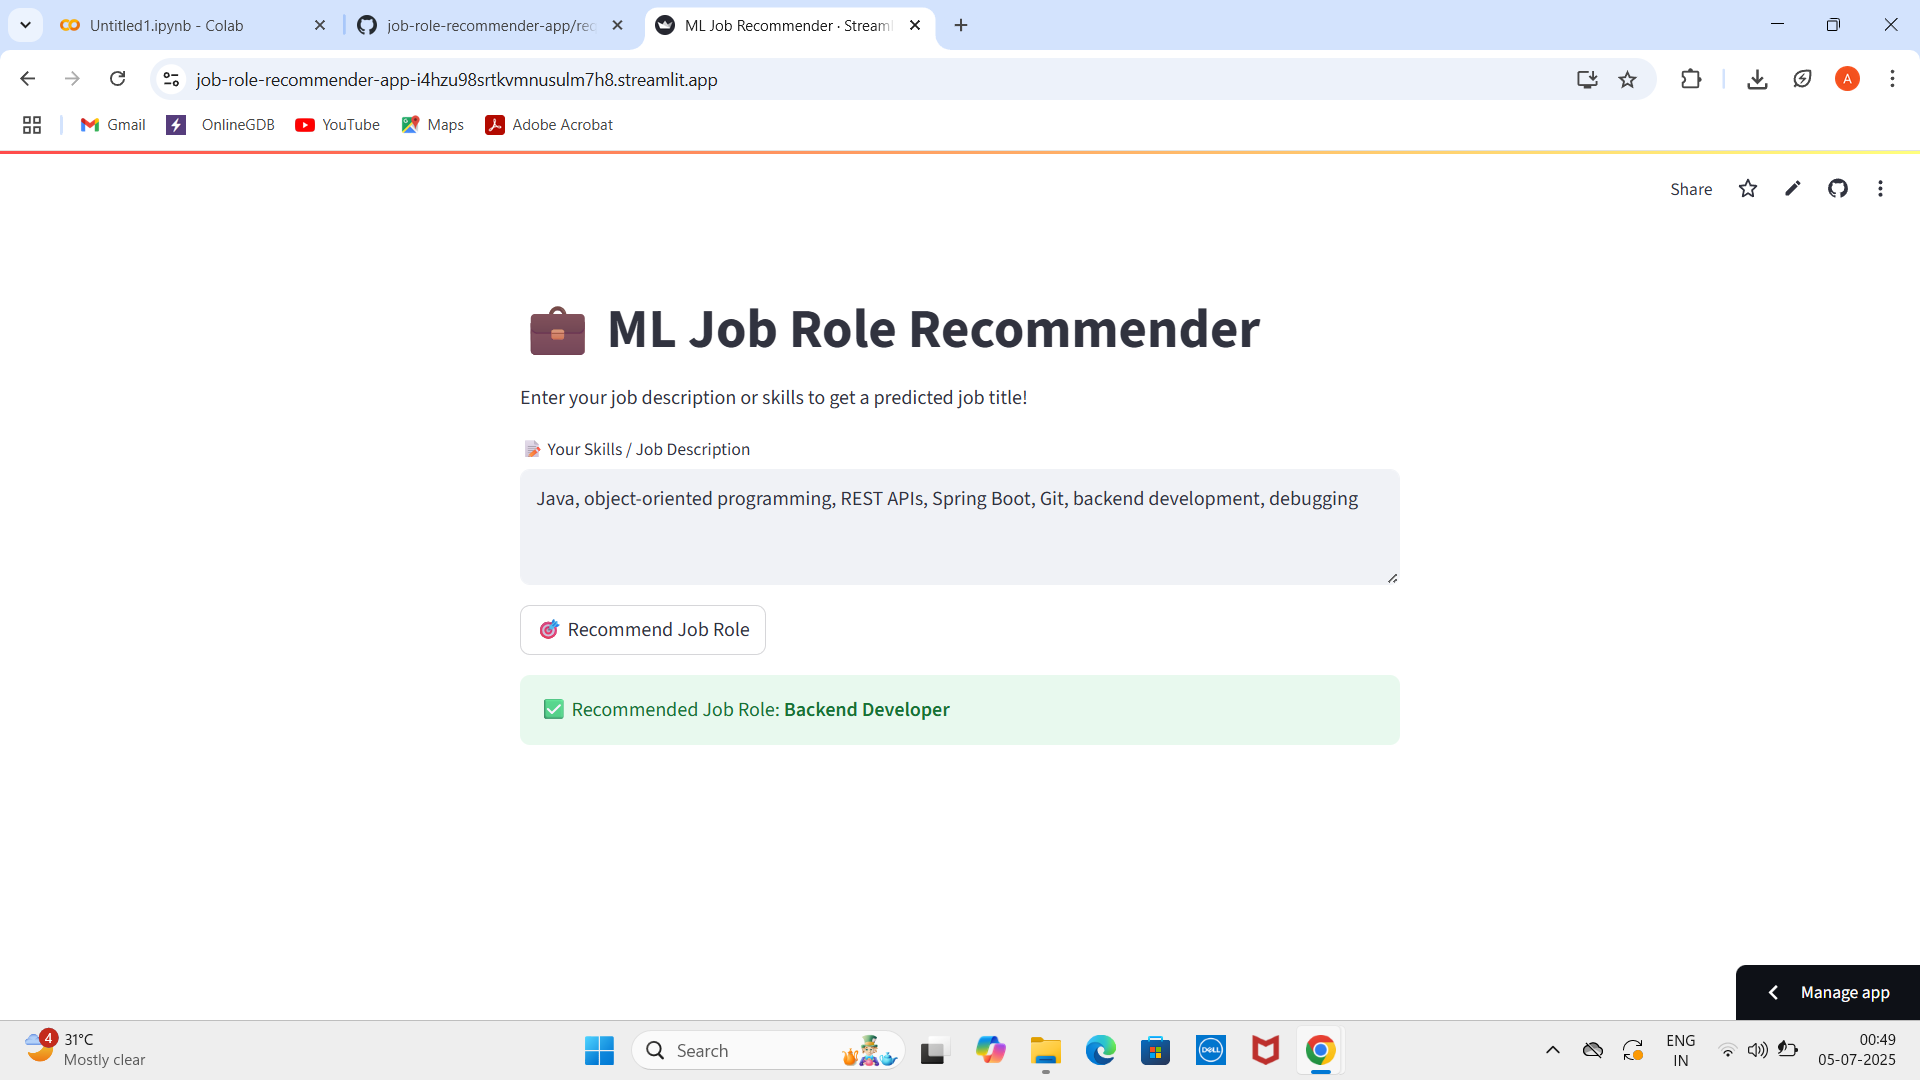 Untitled1.ipynb - Colab
job-role-recommender-app/rec
ML Job Recommender · Streaml
job-role-recommender-app-i4hzu98srtkvmnusulm7h8.streamlit.app
A
Gmail
OnlineGDB
YouTube
Maps
Adobe Acrobat
Share
ML Job Role Recommender
Enter your job description or skills to get a predicted job title!
Your Skills / Job Description
Java, object-oriented programming, REST APIs, Spring Boot, Git, backend development, debugging
Recommend Job Role
Recommended Job Role: Backend Developer
Manage app
4
31°C
Mostly clear
Search
DELL
ENG
IN
00:49
05-07-2025